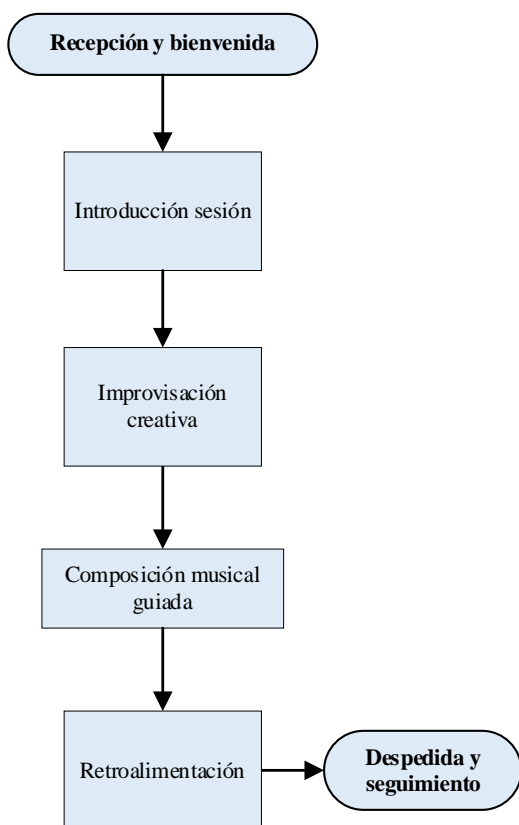 Recepción y bienvenida
Introducción sesión
Improvisación
creativa
Composición musical
guiada
Retroalimentación
Despedida y
seguimiento